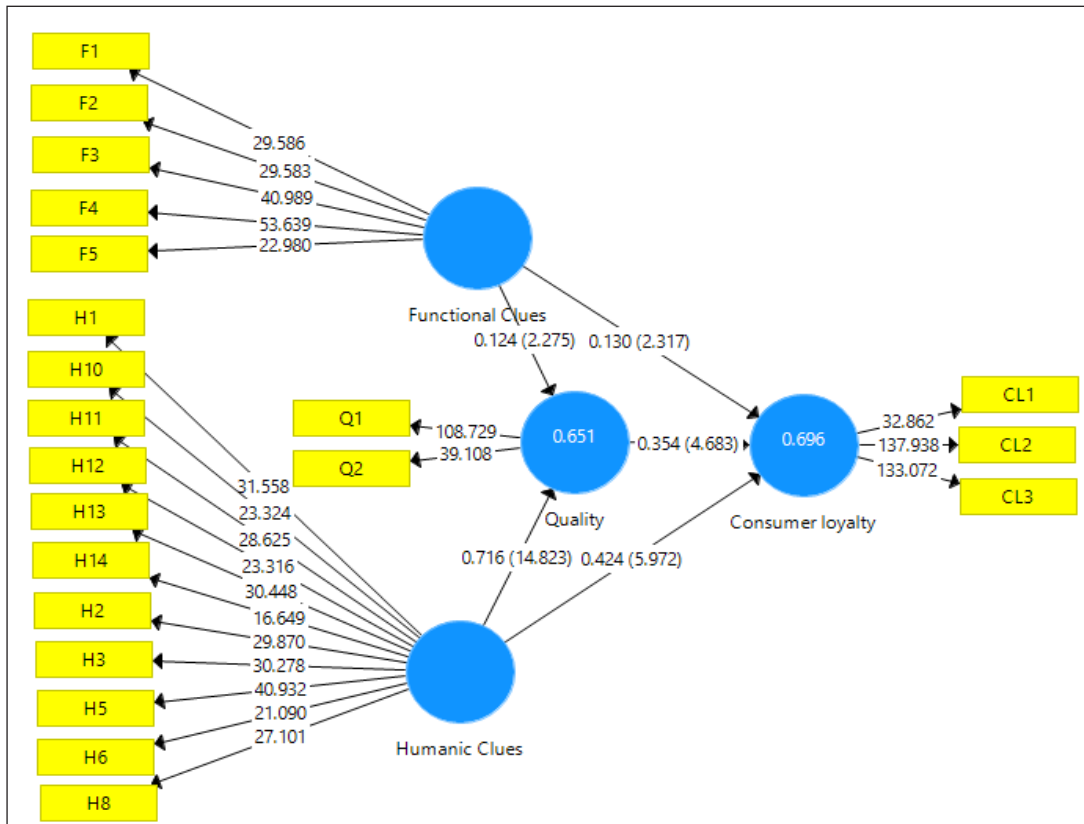 F1
F2
F3
F4
F5
29.586
29.583
40.989
53.639
22.980
Functional Clues
0.124 (2.275)
0.130 (2.317)
H1
H10
H11
H12
H13
H14
H2
H3
H5
H6
H8
31.558
23.324
28.625
23.316
30.448
16.649
29.870
30.278
40.932
21.090
27.101
Humanic Clues
Q1
Q2
108.729
39.108
0.651
Quality
0.354 (4.683)
0.716 (14.823)
0.424 (5.972)
0.696
Consumer loyalty
32.862
137.938
133.072
CL1
CL2
CL3